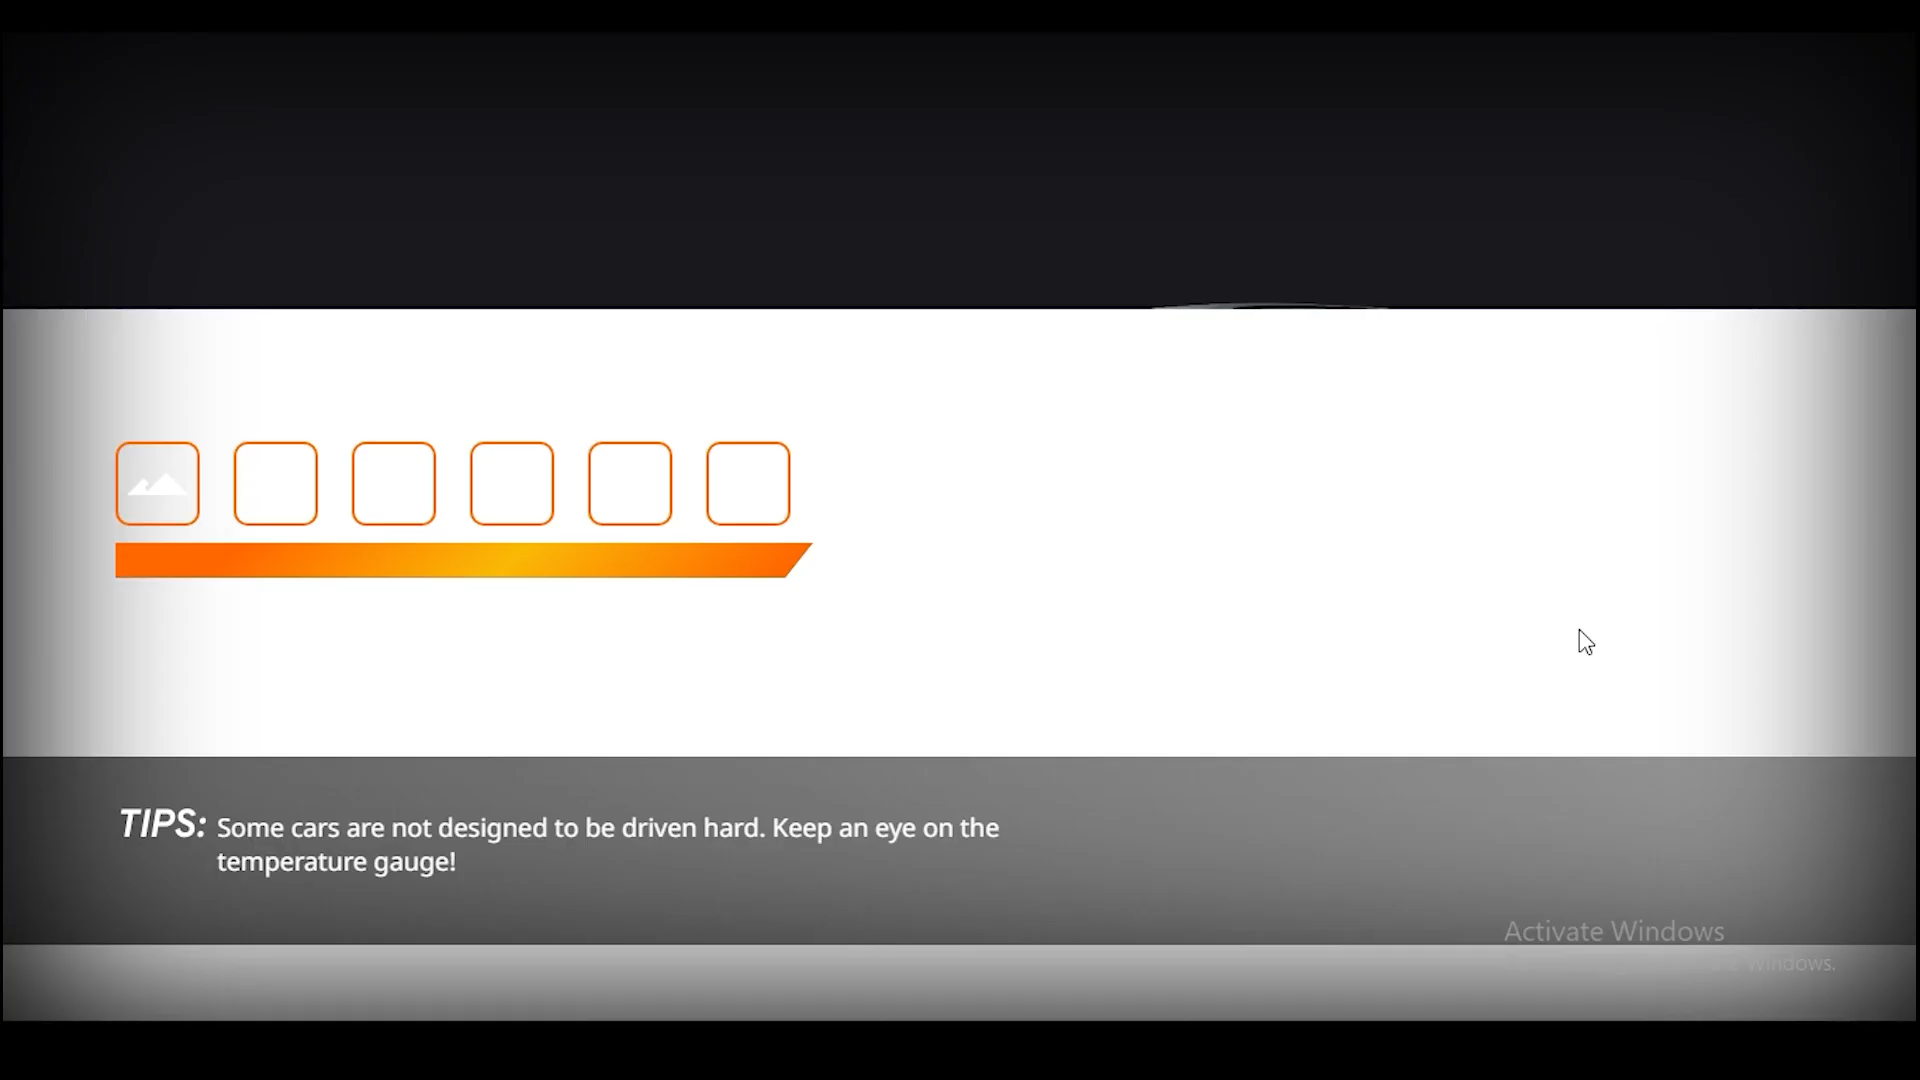 TIPS: Some cars are not designed to be driven hard. Keep an eye on the
temperature gauge!
Activate Windows
Windows.